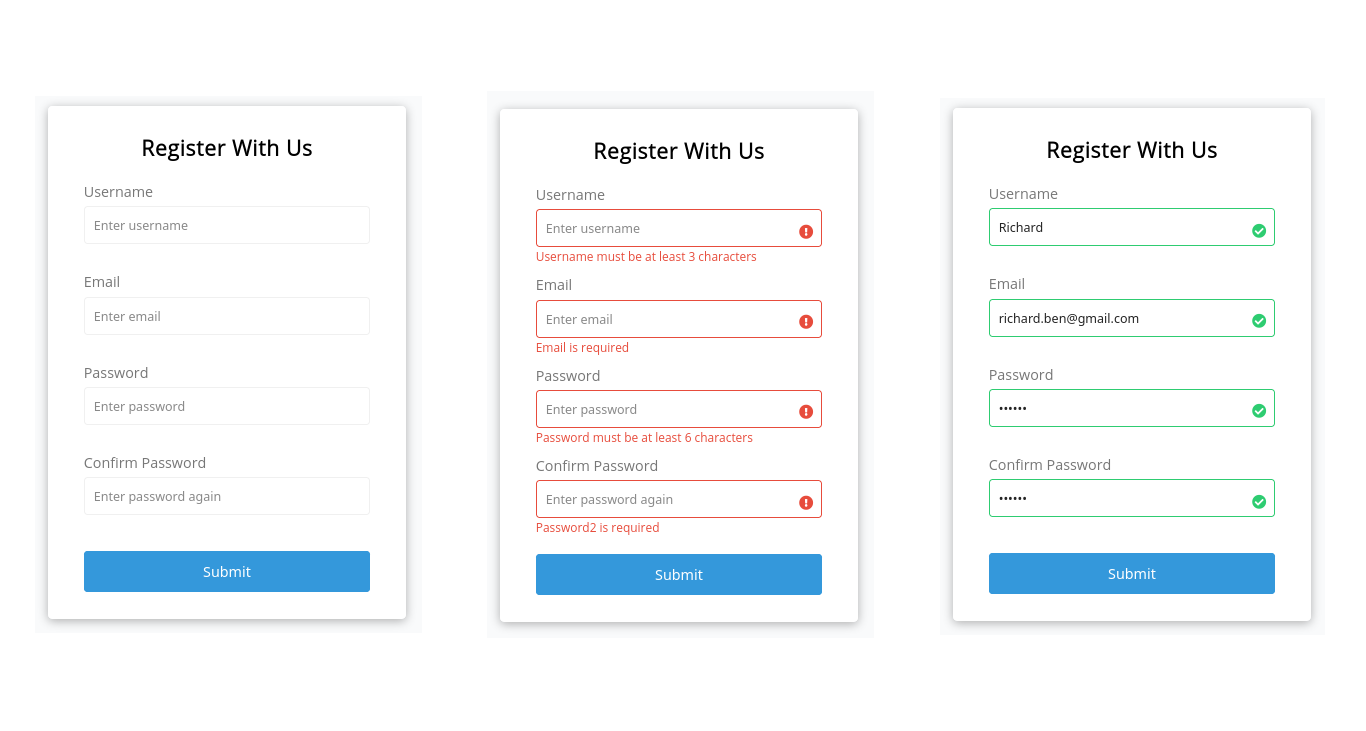 Register With Us
Username
Enter username
Email
Enter email
Password
Enter password
Confirm Password
Enter password again
Submit
Register With Us
Username
Enter username
Username must be at least 3 characters
Email
Enter email
Email is required
Password
Enter password
Password must be at least 6 characters
Confirm Password
Enter password again
Password2 is required
Submit
Register With Us
Username
Richard
Email
richard.ben@gmail.com
Password
••••••
Confirm Password
••••••
Submit